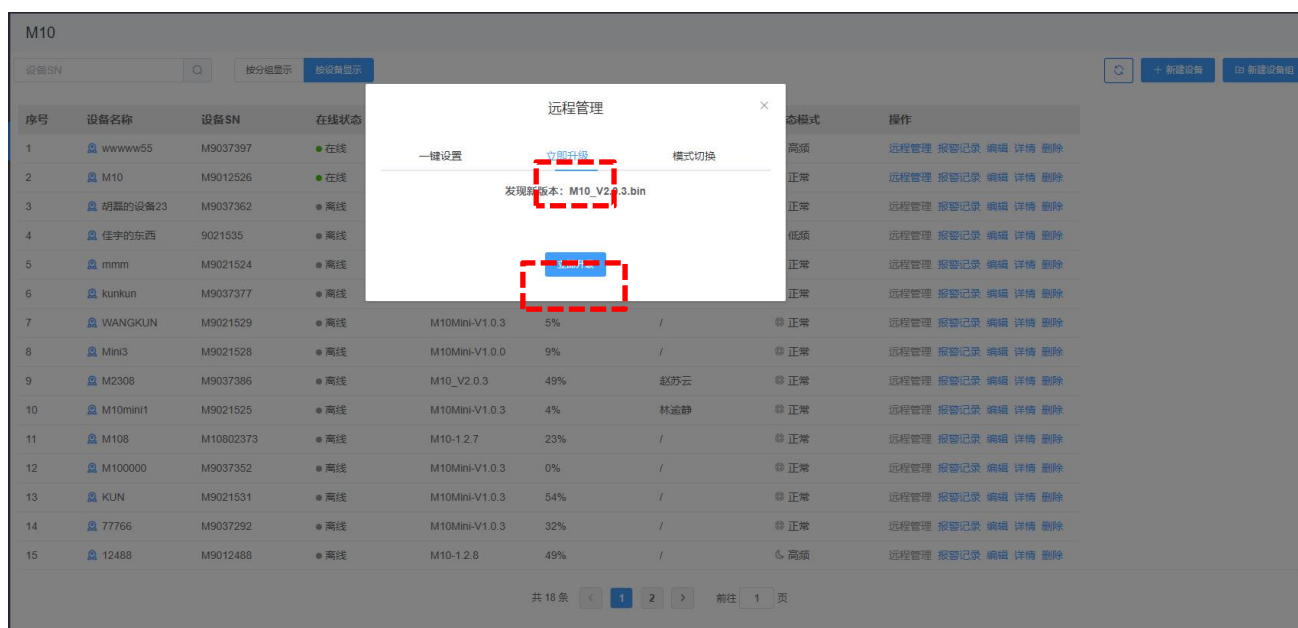 M10
设备SN 按分组显示 按设备显示 + 新建设备 新建设备组
远程管理 ×
序号 设备名称 设备SN 在线状态 态模式 操作
一键设置 立即升级 模式切换
发现新版本：M10_V2.0.3.bin
立即升级
1 wwwww55 M9037397 在线 高频 远程管理 报警记录 编辑 详情 删除
2 M10 M9012526 在线 正常 远程管理 报警记录 编辑 详情 删除
3 胡磊的设备23 M9037362 离线 正常 远程管理 报警记录 编辑 详情 删除
4 佳宇的东西 9021535 离线 低频 远程管理 报警记录 编辑 详情 删除
5 mmm M9021524 离线 正常 远程管理 报警记录 编辑 详情 删除
6 kunkun M9037377 离线 正常 远程管理 报警记录 编辑 详情 删除
7 WANGKUN M9021529 离线 M10Mini-V1.0.3 5% / 正常 远程管理 报警记录 编辑 详情 删除
8 Mini3 M9021528 离线 M10Mini-V1.0.0 9% / 正常 远程管理 报警记录 编辑 详情 删除
9 M2308 M9037386 离线 M10_V2.0.3 49% 赵苏云 正常 远程管理 报警记录 编辑 详情 删除
10 M10mini1 M9021525 离线 M10Mini-V1.0.3 4% 林逾静 正常 远程管理 报警记录 编辑 详情 删除
11 M108 M10802373 离线 M10-1.2.7 23% / 正常 远程管理 报警记录 编辑 详情 删除
12 M100000 M9037352 离线 M10Mini-V1.0.3 0% / 正常 远程管理 报警记录 编辑 详情 删除
13 KUN M9021531 离线 M10Mini-V1.0.3 54% / 正常 远程管理 报警记录 编辑 详情 删除
14 77766 M9037292 离线 M10Mini-V1.0.3 32% / 正常 远程管理 报警记录 编辑 详情 删除
15 12488 M9012488 离线 M10-1.2.8 49% / 高频 远程管理 报警记录 编辑 详情 删除
共 18 条 < 1 2 > 前往 1 页